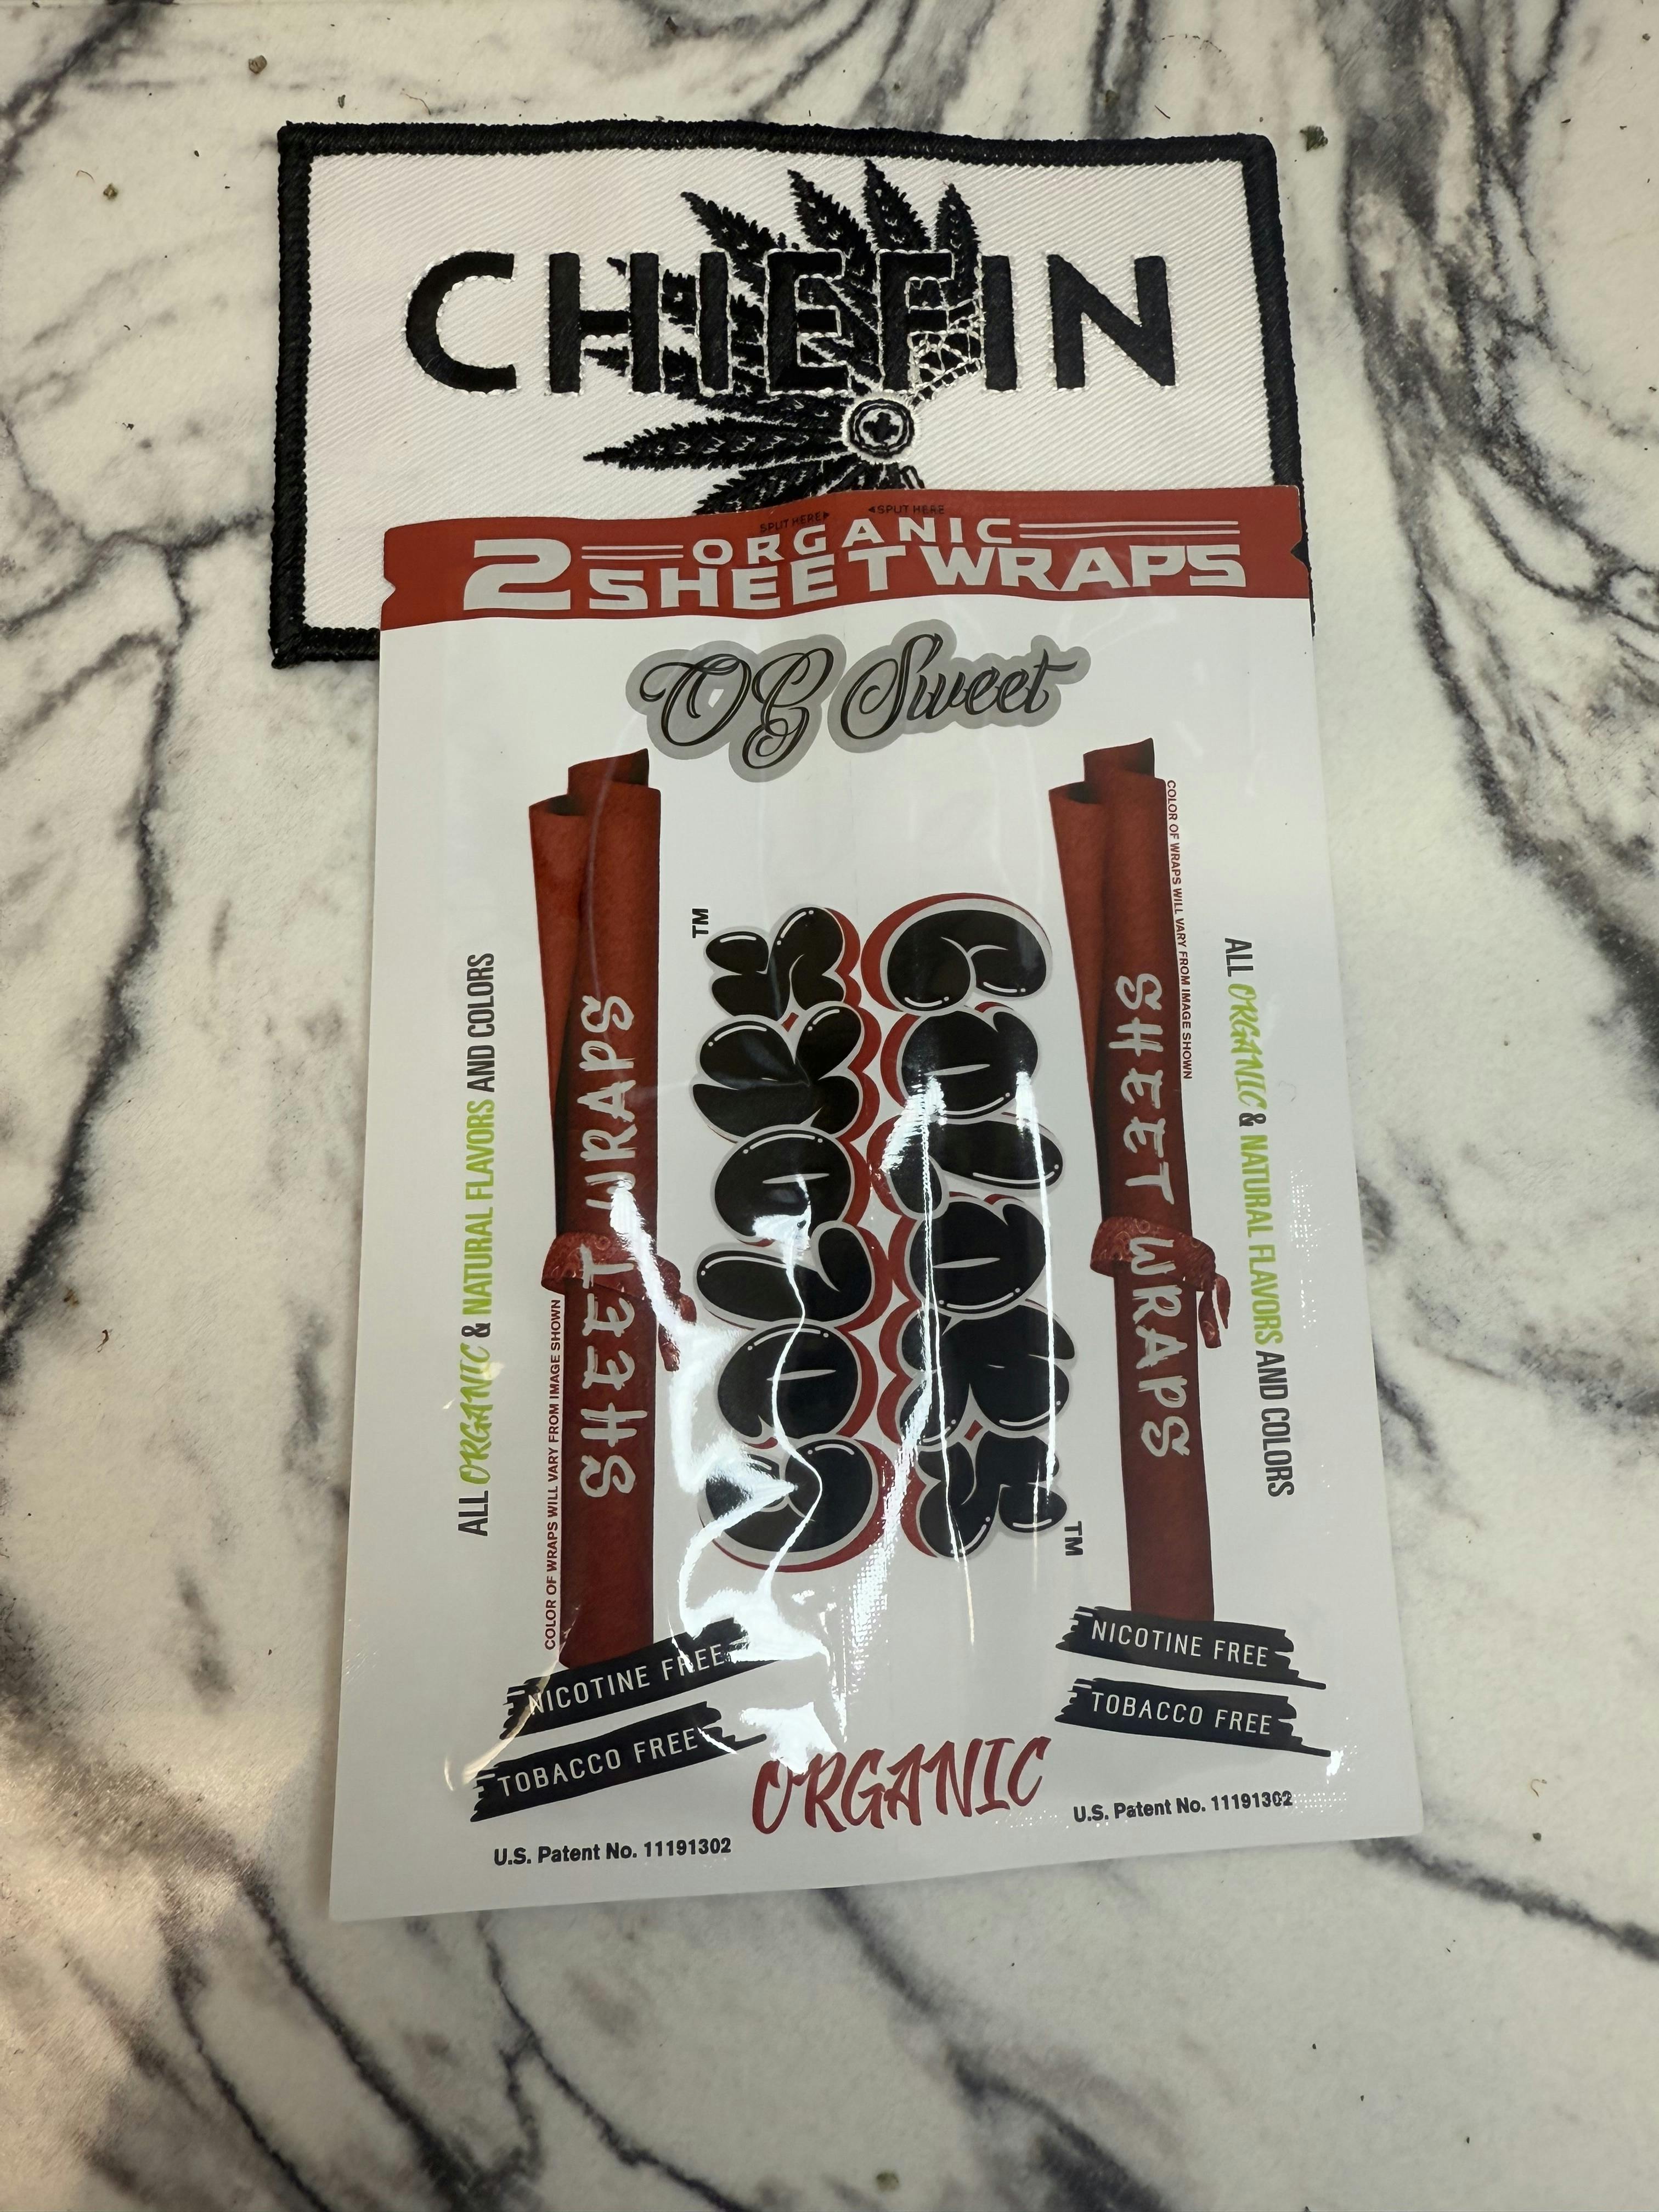 CHIEFIN
SPLIT HERE
SPLIT HERE
2 ORGANIC
SHEET WRAPS
OG Sweet
ALL ORGANIC & NATURAL FLAVORS AND COLORS
COLOR OF WRAPS WILL VARY FROM IMAGE SHOWN
SHEET WRAPS
COLORS™
COLORS™
SHEET WRAPS
COLOR OF WRAPS WILL VARY FROM IMAGE SHOWN
ALL ORGANIC & NATURAL FLAVORS AND COLORS
NICOTINE FREE
TOBACCO FREE
NICOTINE FREE
TOBACCO FREE
ORGANIC
U.S. Patent No. 11191302
U.S. Patent No. 11191302